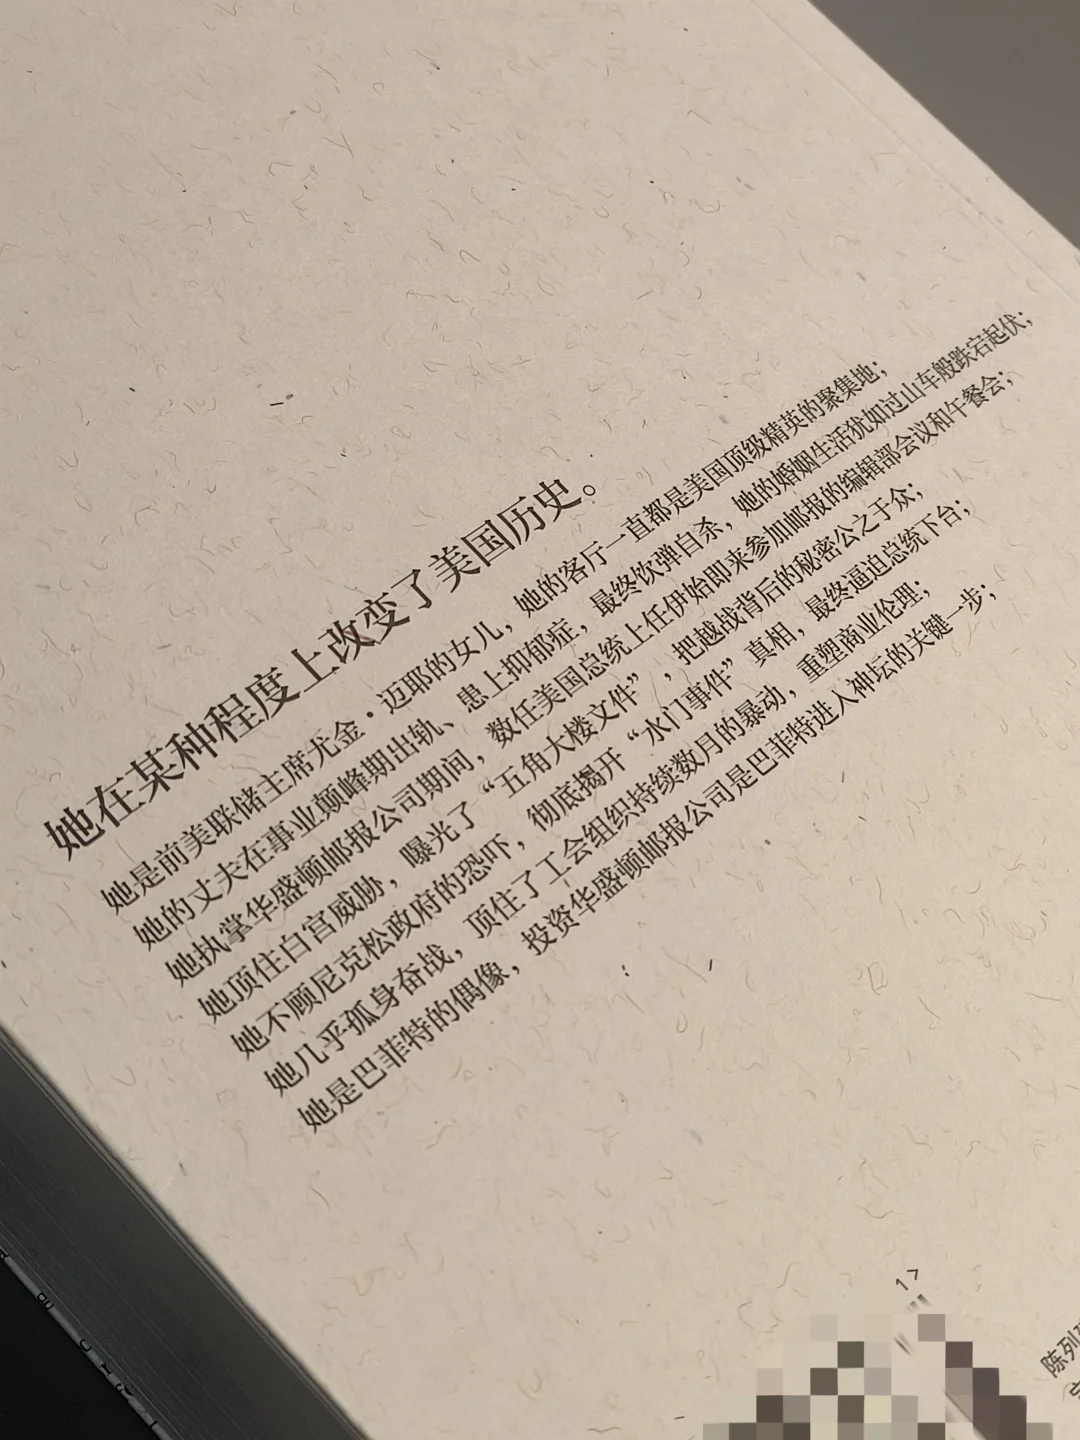 她在某种程度上改变了美国历史。
她是前美联储主席尤金·迈耶的女儿，她的客厅一直都是美国顶级精英的聚集地；
她的丈夫在事业巅峰期出轨、患上抑郁症，最终饮弹自杀，她的婚姻生活犹如过山车般跌宕起伏；
她执掌华盛顿邮报公司期间，数任美国总统上任伊始即来参加邮报的编辑部会议和午餐会；
她顶住白宫威胁，曝光了“五角大楼文件”，把越战背后的秘密公之于众；
她不顾尼克松政府的恐吓，彻底揭开“水门事件”真相，最终逼迫总统下台；
她几乎孤身奋战，顶住了工会组织持续数月的暴动，重塑商业伦理；
她是巴菲特的偶像，投资华盛顿邮报公司是巴菲特进入神坛的关键一步；
1>
陈列